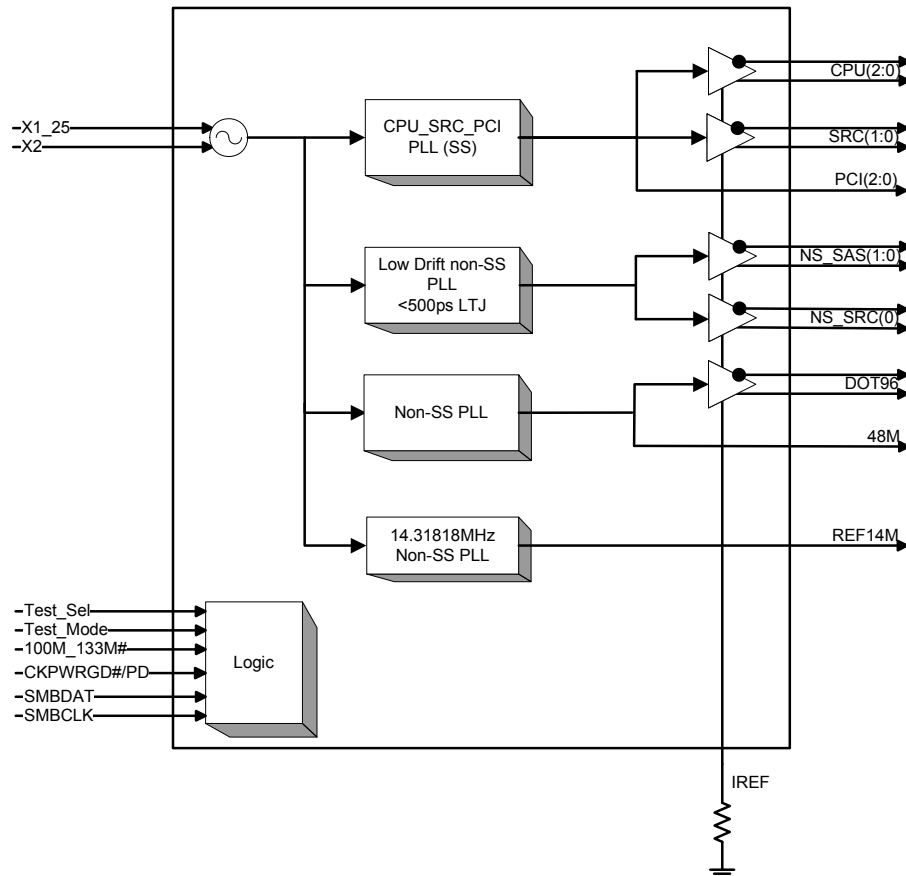 X1_25
X2
CPU_SRC_PCI
PLL (SS)
CPU(2:0)
SRC(1:0)
PCI(2:0)
Low Drift non-SS
PLL
<500ps LTJ
NS_SAS(1:0)
NS_SRC(0)
Non-SS PLL
DOT96
48M
14.31818MHz
Non-SS PLL
REF14M
Test_Sel
Test_Mode
100M_133M#
CKPWRGD#/PD
SMBDAT
SMBCLK
Logic
IREF